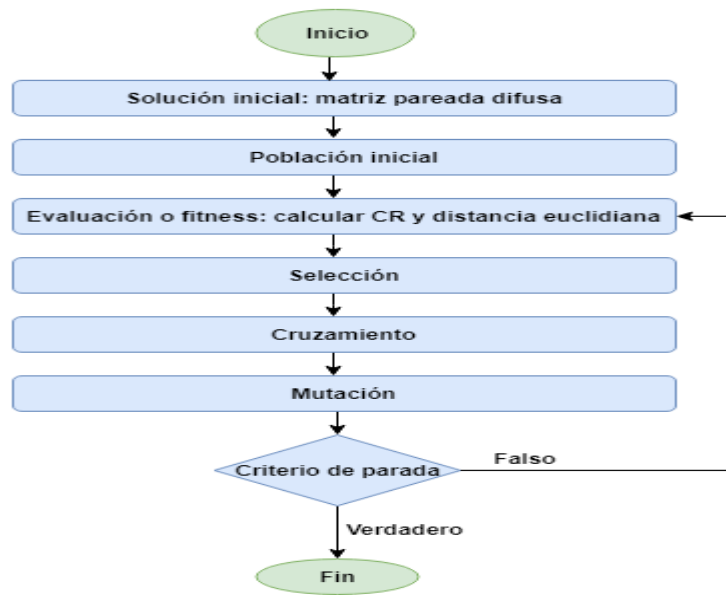 Inicio
Solución inicial: matriz pareada difusa
Población inicial
Evaluación o fitness: calcular CR y distancia euclidiana
Selección
Cruzamiento
Mutación
Criterio de parada
Falso
Verdadero
Fin